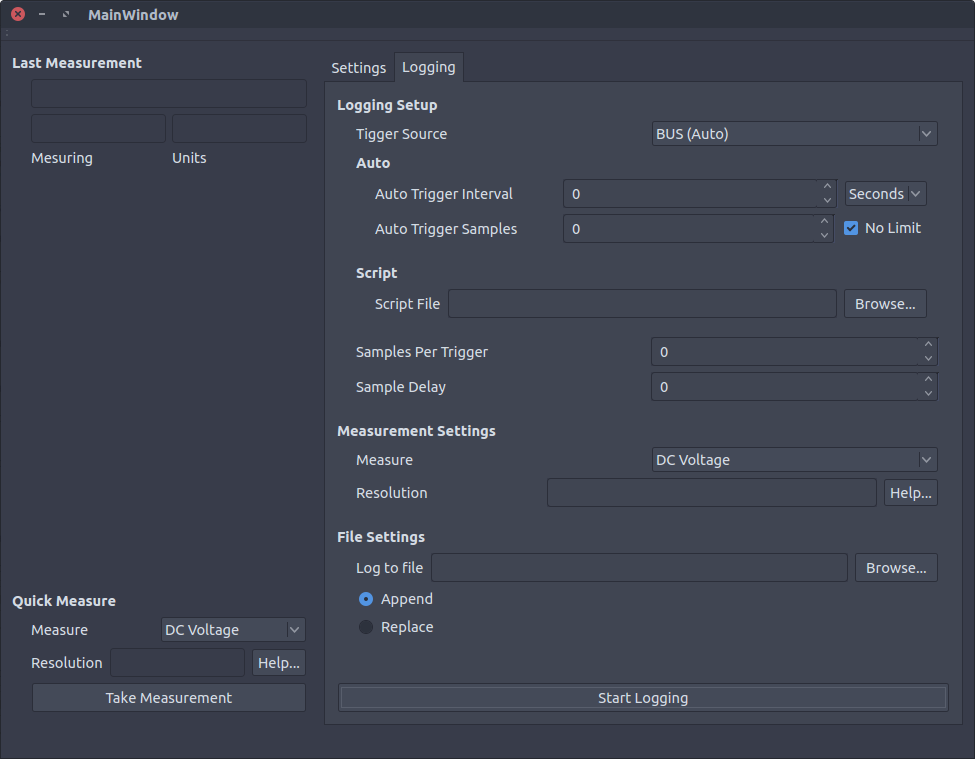 MainWindow
Last Measurement
Mesuring Units
Quick Measure
Measure DC Voltage
Resolution Help...
Take Measurement
Settings Logging
Logging Setup
Tigger Source BUS (Auto)
Auto
Auto Trigger Interval 0 Seconds
Auto Trigger Samples 0 No Limit
Script
Script File Browse...
Samples Per Trigger 0
Sample Delay 0
Measurement Settings
Measure DC Voltage
Resolution Help...
File Settings
Log to file Browse...
Append
Replace
Start Logging